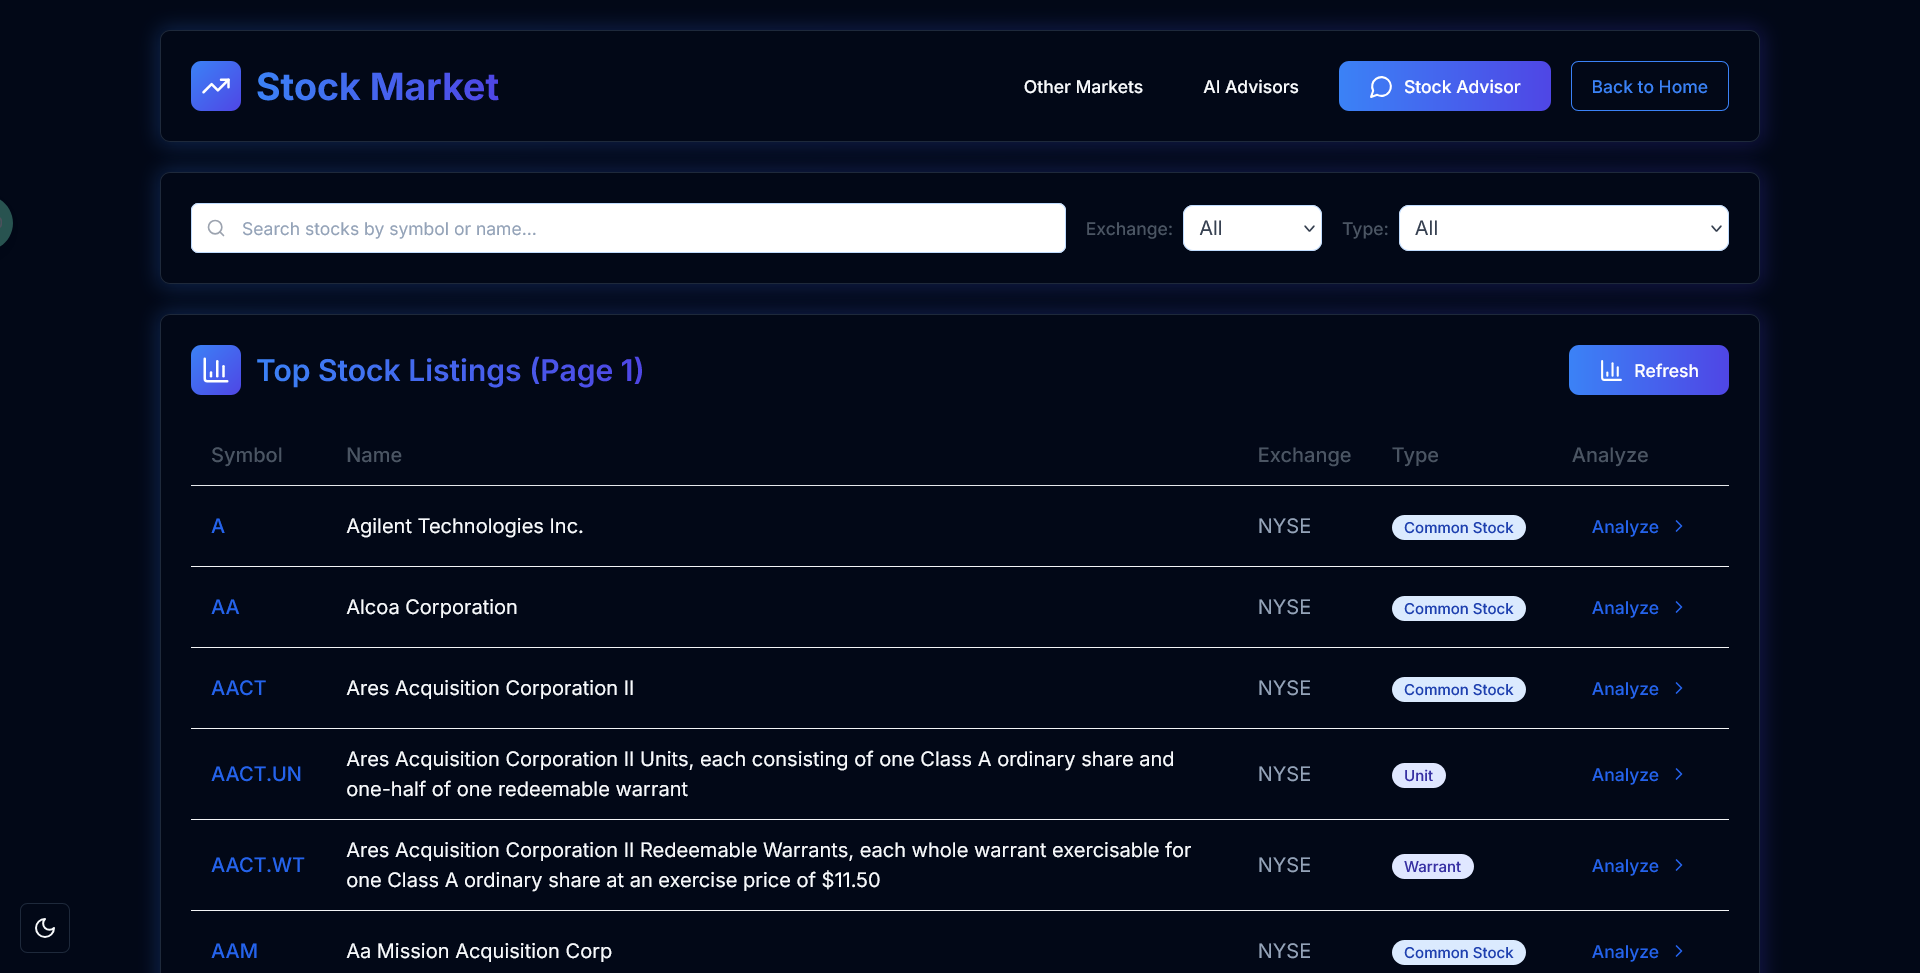 Stock Market
Other Markets
AI Advisors
Stock Advisor
Back to Home
Search stocks by symbol or name...
Exchange:
All
Type:
All
Top Stock Listings (Page 1)
Refresh
Symbol Name Exchange Type Analyze
A Agilent Technologies Inc. NYSE Common Stock Analyze
AA Alcoa Corporation NYSE Common Stock Analyze
AACT Ares Acquisition Corporation II NYSE Common Stock Analyze
AACT.UN Ares Acquisition Corporation II Units, each consisting of one Class A ordinary share and
one-half of one redeemable warrant NYSE Unit Analyze
AACT.WT Ares Acquisition Corporation II Redeemable Warrants, each whole warrant exercisable for
one Class A ordinary share at an exercise price of $11.50 NYSE Warrant Analyze
AAM Aa Mission Acquisition Corp NYSE Common Stock Analyze